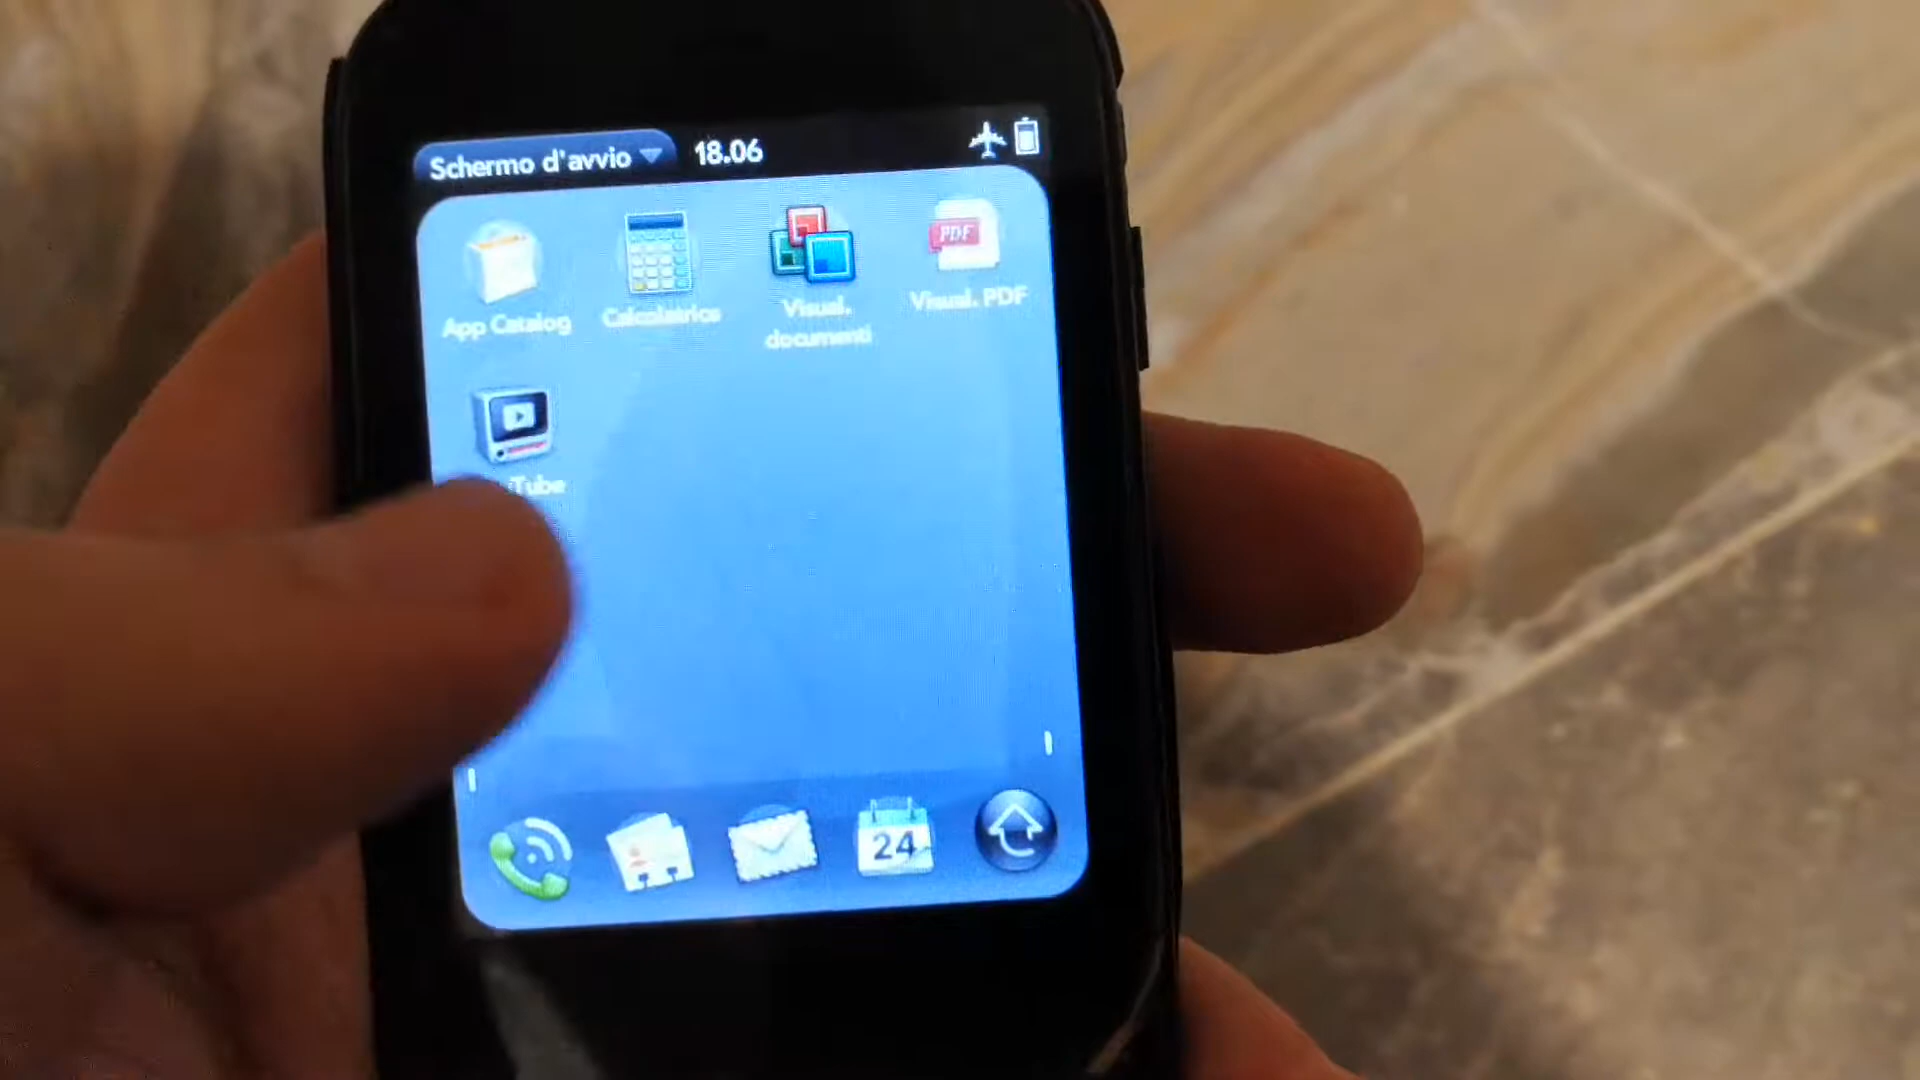 Schermo d'avvio 18.06
App Catalog
Calcolatrice
Visual.
documenti
PDF
Visual. PDF
Tube
24